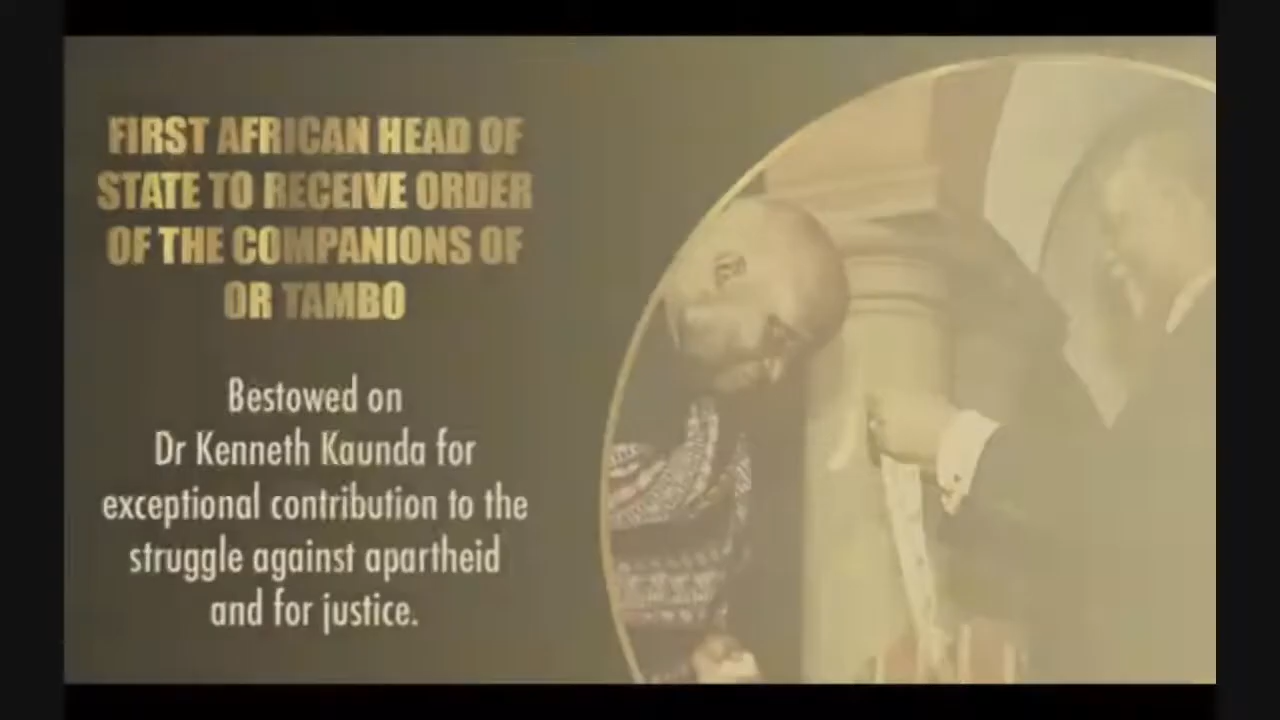 FIRST AFRICAN HEAD OF
STATE TO RECEIVE ORDER
OF THE COMPANIONS OF
OR TAMBO
Bestowed on
Dr Kenneth Kaunda for
exceptional contribution to the
struggle against apartheid
and for justice.